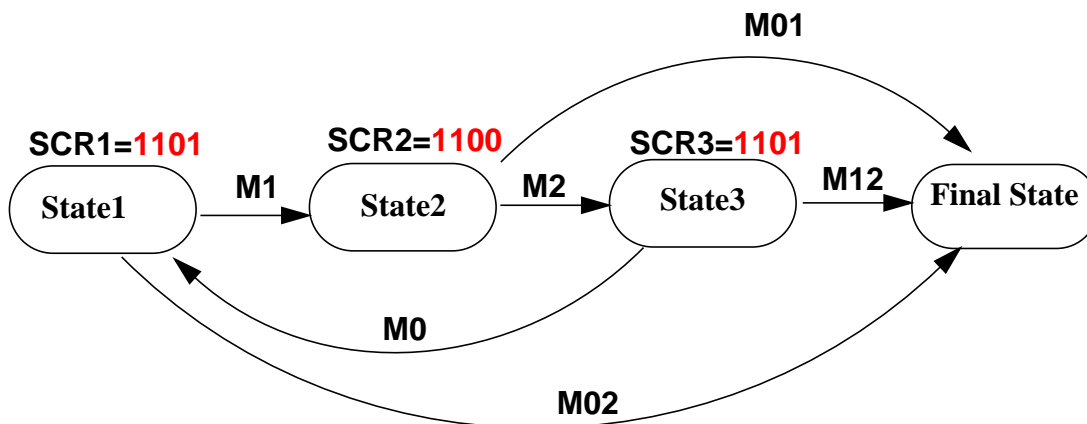 M01
SCR1=1101
SCR2=1100
SCR3=1101
State1
M1
State2
M2
State3
M12
Final State
M0
M02